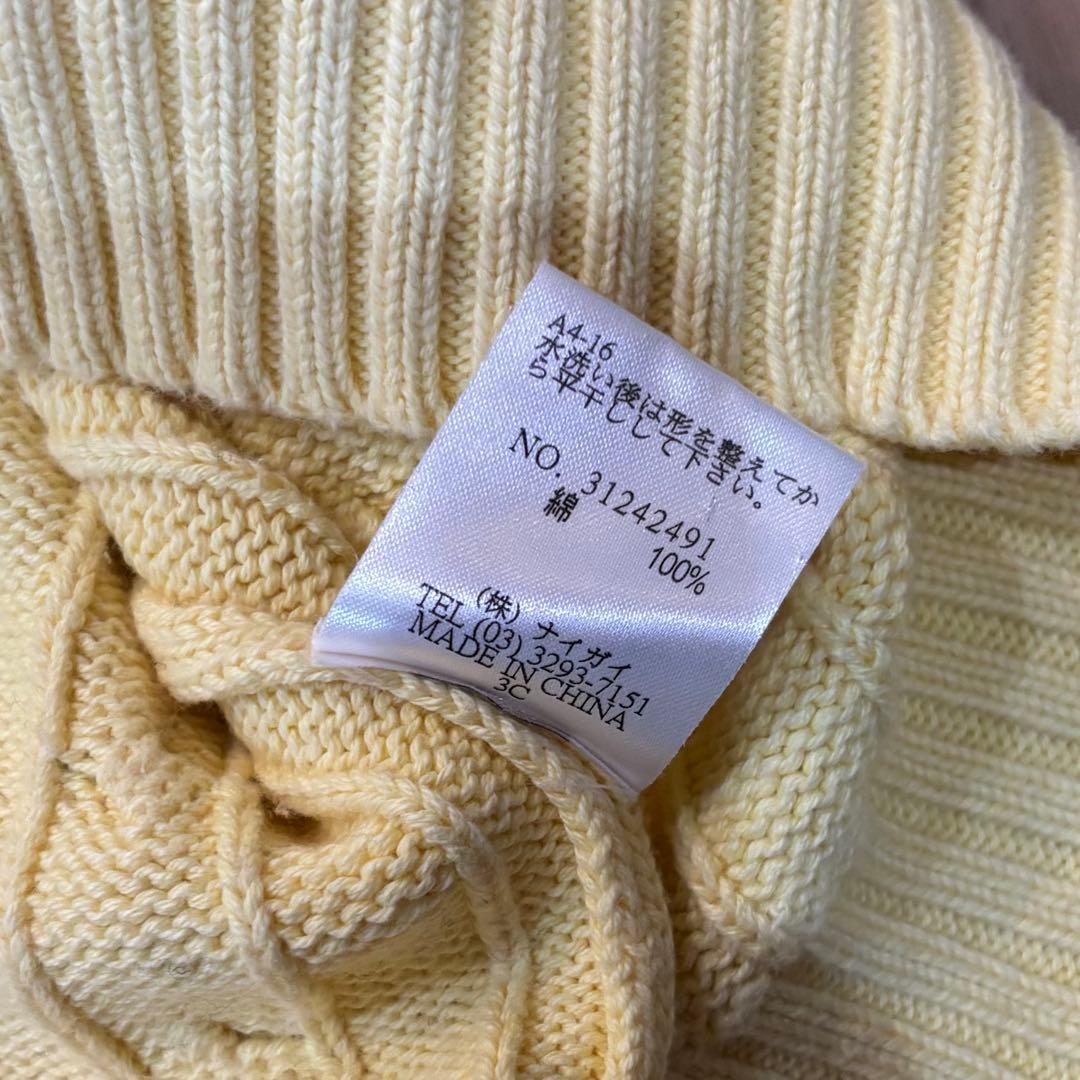 A4-16
水洗い後は形を整えてか
ら平干しして下さい。
NO. 31242491
綿 100%
(株) ナイガイ
TEL (03) 3293-7151
MADE IN CHINA
3C